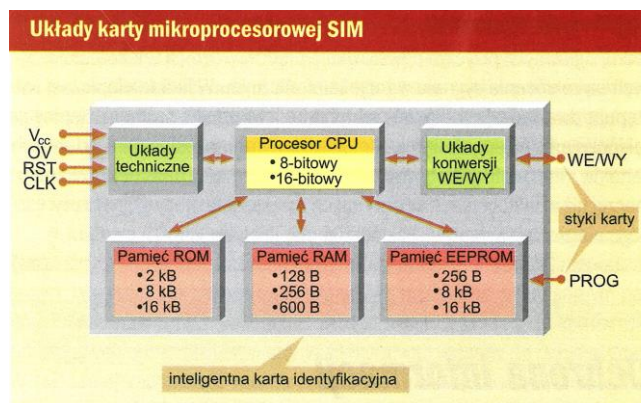 Układy karty mikroprocesorowej SIM
Vcc
OV
RST
CLK
Układy
techniczne
Procesor CPU
• 8-bitowy
• 16-bitowy
Układy
konwersji
WE/WY
WE/WY
styki karty
Pamięć ROM
• 2 kB
• 8 kB
• 16 kB
Pamięć RAM
• 128 B
• 256 B
• 600 B
Pamięć EEPROM
• 256 B
• 8 kB
• 16 kB
PROG
inteligentna karta identyfikacyjna